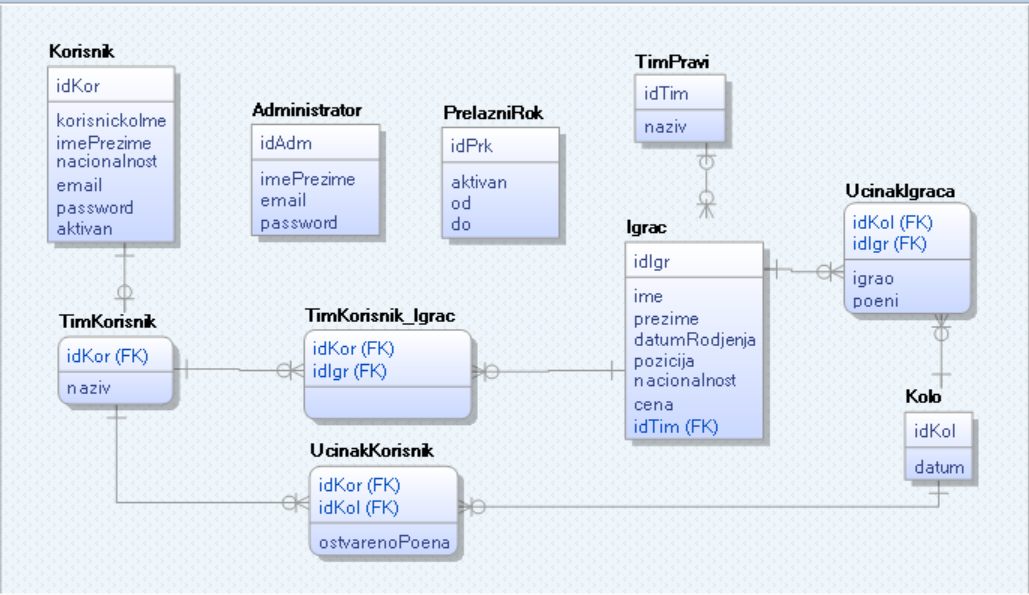 Korisnik
idKor
korisnickoIme
imePrezime
nacionalnost
email
password
aktivan
Administrator
idAdm
imePrezime
email
password
PrelazniRok
idPrk
aktivan
od
do
TimPravi
idTim
naziv
UcinakIgraca
idKol (FK)
idIgr (FK)
igrao
poeni
Igrac
idIgr
ime
prezime
datumRodjenja
pozicija
nacionalnost
cena
idTim (FK)
TimKorisnik
idKor (FK)
naziv
TimKorisnik_Igrac
idKor (FK)
idIgr (FK)
Kolo
idKol
datum
UcinakKorisnik
idKor (FK)
idKol (FK)
ostvarenoPoena